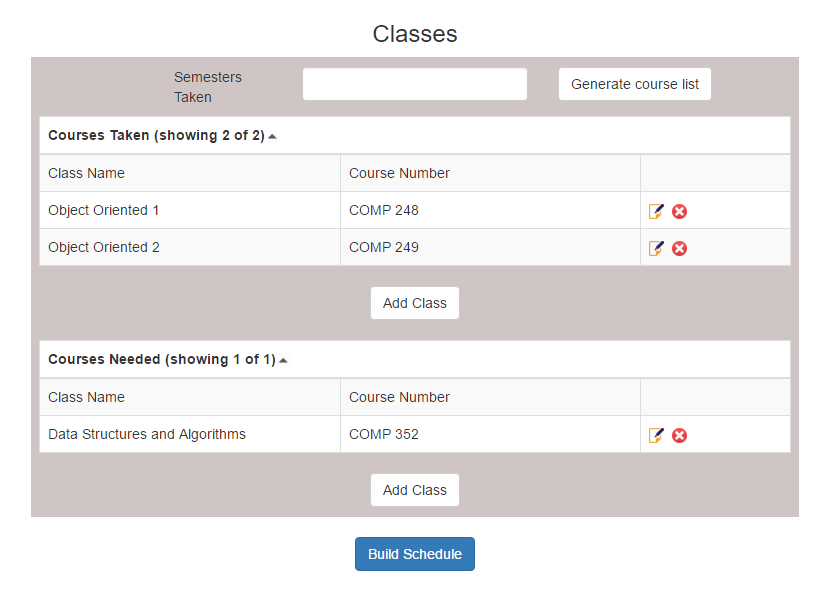 Classes
Semesters
Taken
Generate course list
Courses Taken (showing 2 of 2)
Class Name Course Number
Object Oriented 1 COMP 248
Object Oriented 2 COMP 249
Add Class
Courses Needed (showing 1 of 1)
Class Name Course Number
Data Structures and Algorithms COMP 352
Add Class
Build Schedule